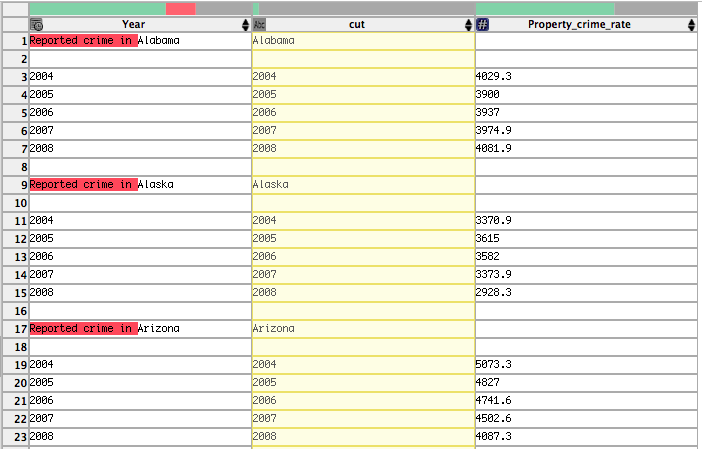 Year Abc cut # Property_crime_rate
1 Reported crime in Alabama Alabama
2
3 2004 2004 4029.3
4 2005 2005 3900
5 2006 2006 3937
6 2007 2007 3974.9
7 2008 2008 4081.9
8
9 Reported crime in Alaska Alaska
10
11 2004 2004 3370.9
12 2005 2005 3615
13 2006 2006 3582
14 2007 2007 3373.9
15 2008 2008 2928.3
16
17 Reported crime in Arizona Arizona
18
19 2004 2004 5073.3
20 2005 2005 4827
21 2006 2006 4741.6
22 2007 2007 4502.6
23 2008 2008 4087.3